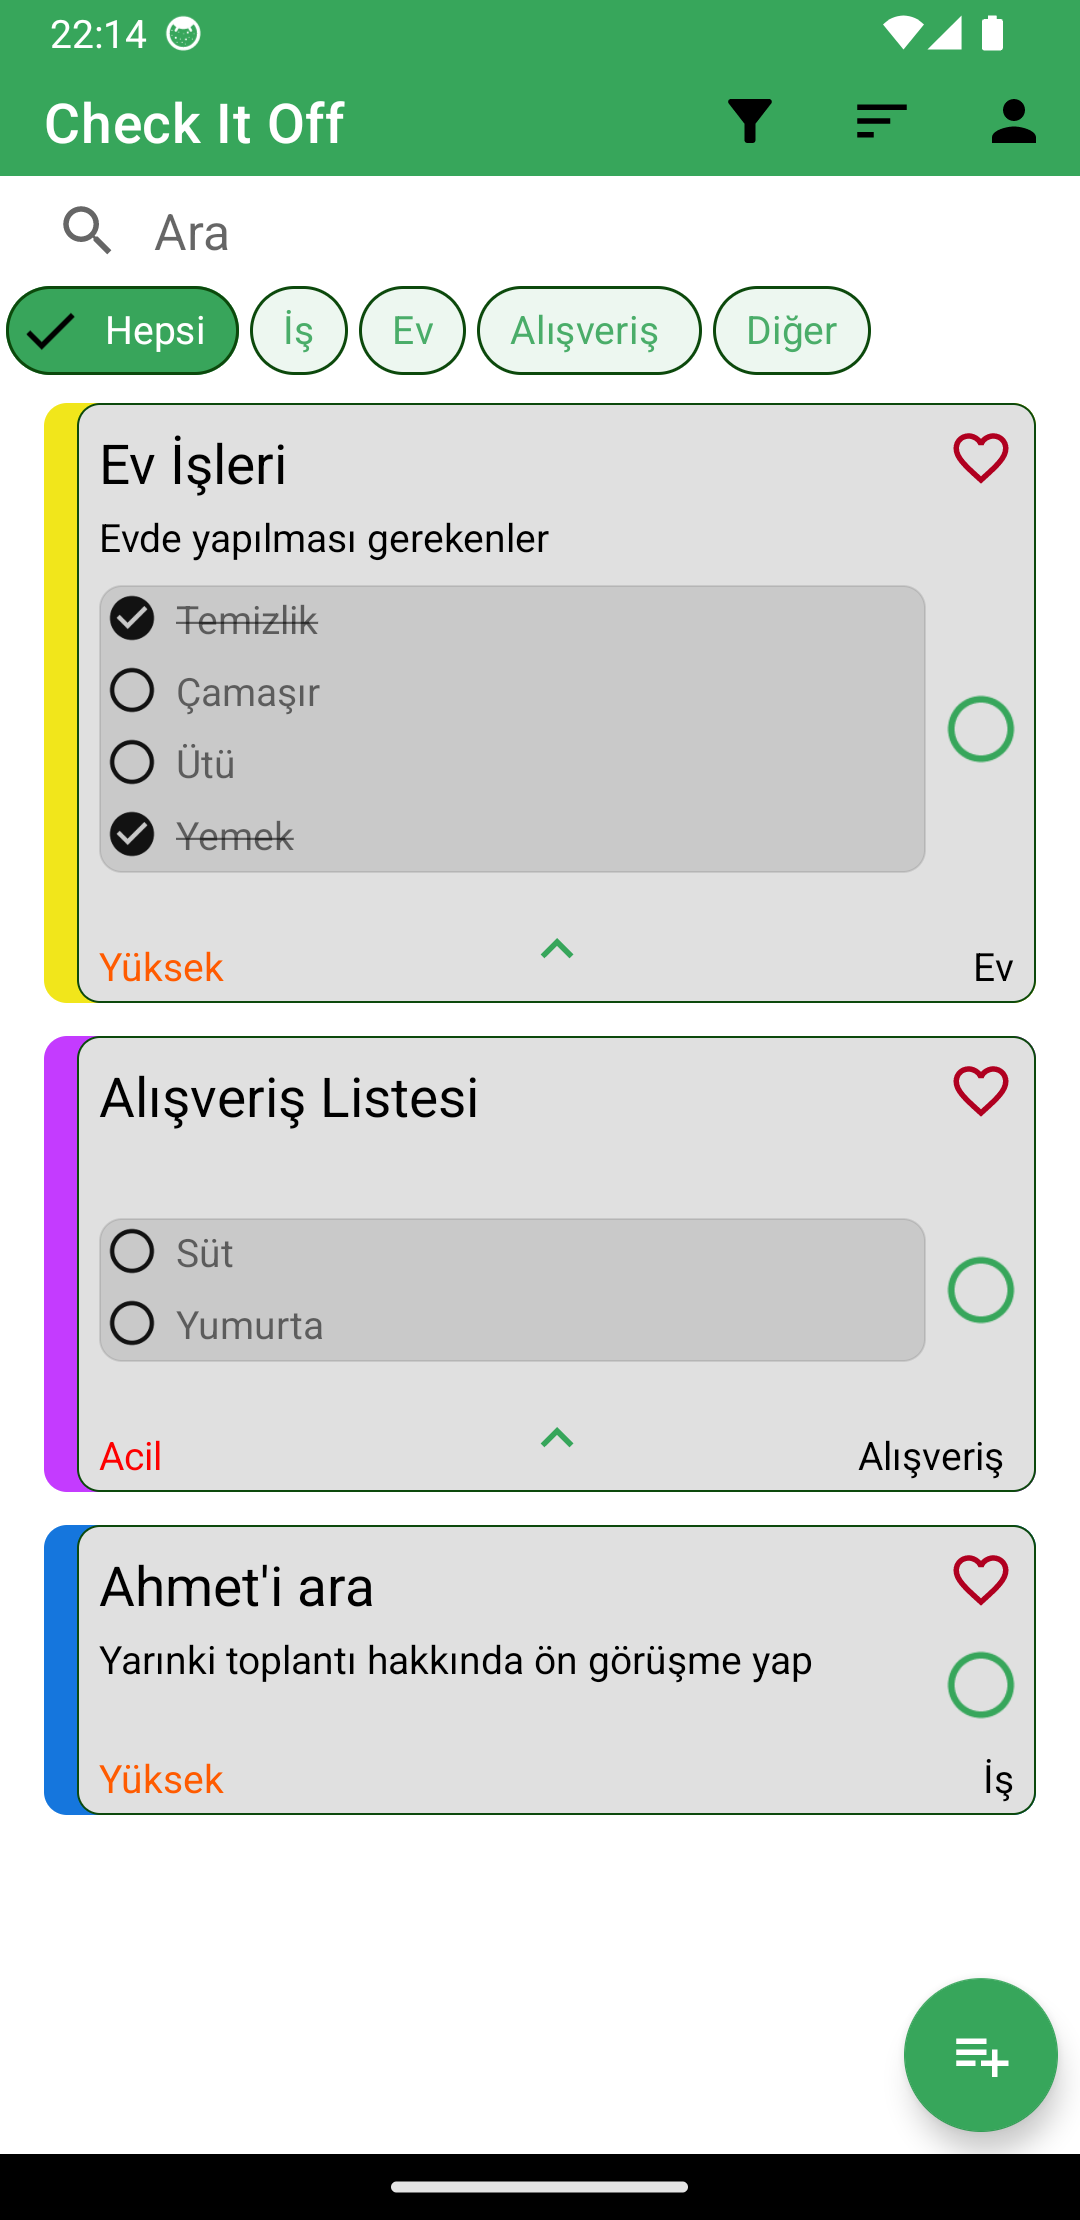 22:14
Check It Off
Ara
Hepsi İş Ev Alışveriş Diğer
Ev İşleri
Evde yapılması gerekenler
Temizlik
Çamaşır
Ütü
Yemek
Yüksek Ev
Alışveriş Listesi
Süt
Yumurta
Acil Alışveriş
Ahmet'i ara
Yarınki toplantı hakkında ön görüşme yap
Yüksek İş